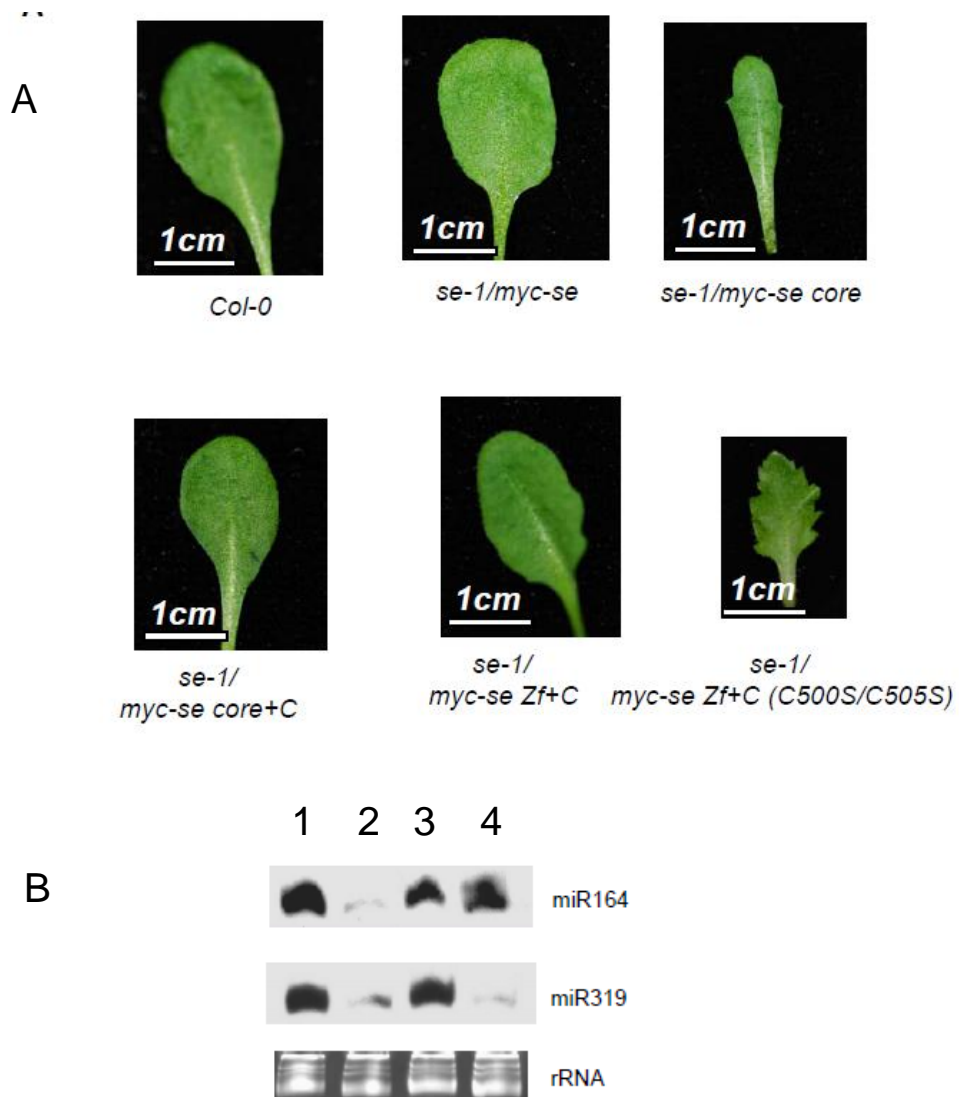 A
1cm
1cm
1cm
Col-0
se-1/myc-se
se-1/myc-se core
1cm
1cm
1cm
se-1/
myc-se core+C
se-1/
myc-se Zf+C
se-1/
myc-se Zf+C (C500S/C505S)
1 2 3 4
B
miR164
miR319
rRNA